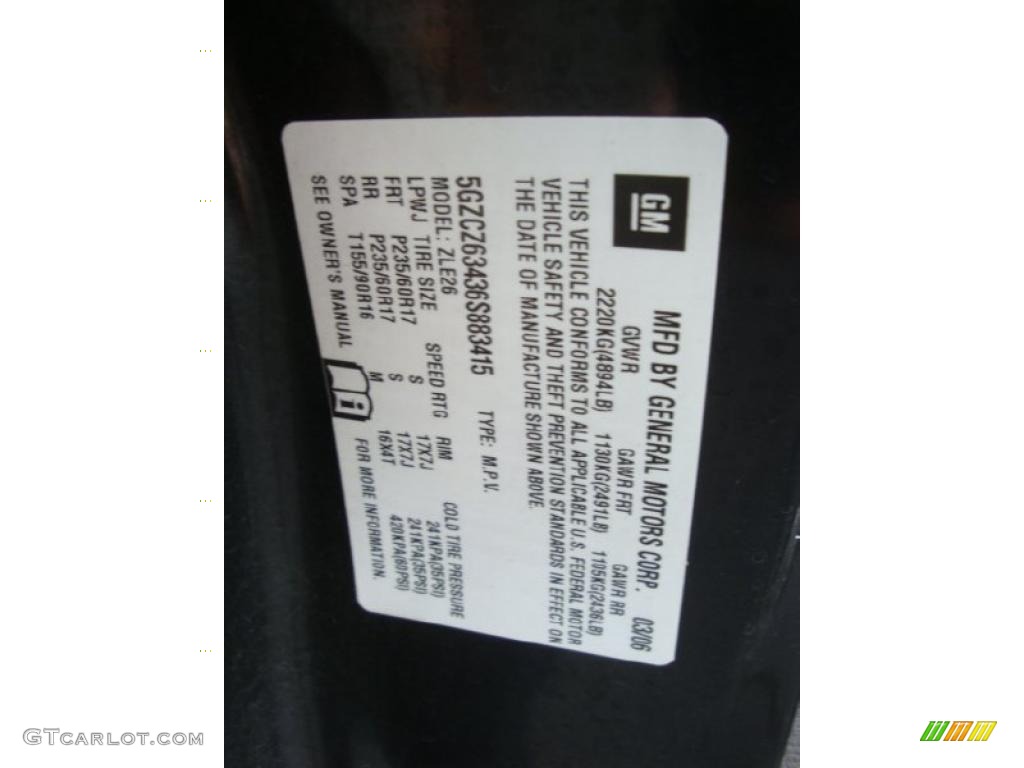 GM
MFD BY GENERAL MOTORS CORP. 03/06
GVWR GAWR FRT GAWR RR
2220KG(4894LB) 1130KG(2491LB) 1105KG(2436LB)
THIS VEHICLE CONFORMS TO ALL APPLICABLE U.S. FEDERAL MOTOR
VEHICLE SAFETY AND THEFT PREVENTION STANDARDS IN EFFECT ON
THE DATE OF MANUFACTURE SHOWN ABOVE.
5GZCZ63436S883415 TYPE: M.P.V.
MODEL: ZLE26
LPWJ TIRE SIZE SPEED RTG RIM COLD TIRE PRESSURE
FRT P235/60R17 S 17X7J 241KPA(35PSI)
RR P235/60R17 S 17X7J 241KPA(35PSI)
SPA T155/90R16 M 16X4T 420KPA(60PSI)
SEE OWNER'S MANUAL i FOR MORE INFORMATION.
GTCARLOT.COM